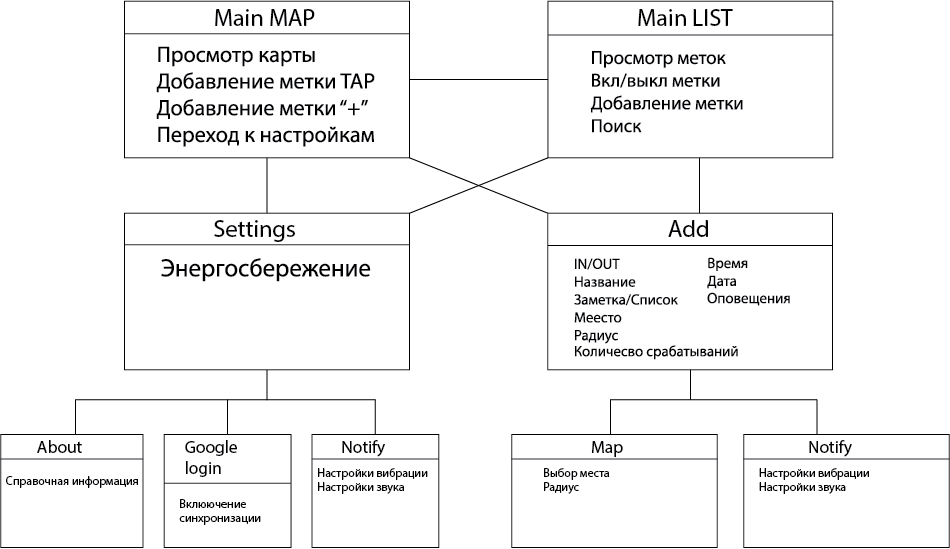 Main MAP
Просмотр карты
Добавление метки TAP
Добавление метки “+”
Переход к настройкам
Main LIST
Просмотр меток
Вкл/выкл метки
Добавление метки
Поиск
Settings
Энергосбережение
Add
IN/OUT
Название
Заметка/Список
Меесто
Радиус
Количесво срабатываний
Время
Дата
Оповещения
About
Справочная информация
Google
login
Вклюючение
синхронизации
Notify
Настройки вибрации
Настройки звука
Map
Выбор места
Радиус
Notify
Настройки вибрации
Настройки звука